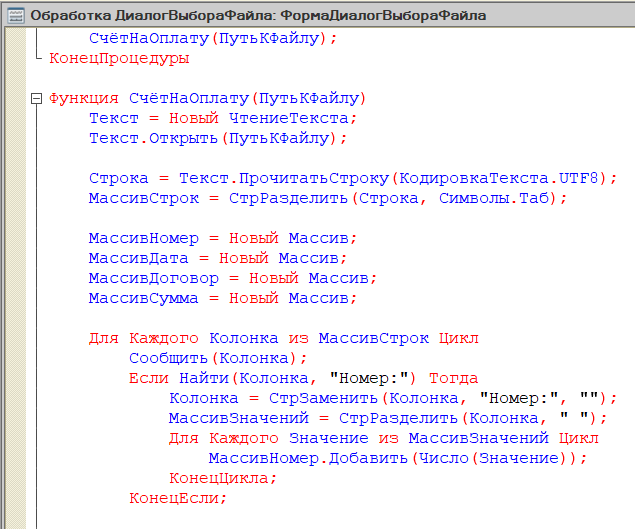 Обработка ДиалогВыбораФайла: ФормаДиалогВыбораФайла
СчётНаОплату(ПутьКФайлу);
КонецПроцедуры
Функция СчётНаОплату(ПутьКФайлу)
Текст = Новый ЧтениеТекста;
Текст.Открыть(ПутьКФайлу);
Строка = Текст.ПрочитатьСтроку(КодировкаТекста.UTF8);
МассивСтрок = СтрРазделить(Строка, Символы.Таб);
МассивНомер = Новый Массив;
МассивДата = Новый Массив;
МассивДоговор = Новый Массив;
МассивСумма = Новый Массив;
Для Каждого Колонка из МассивСтрок Цикл
Сообщить(Колонка);
Если Найти(Колонка, "Номер:") Тогда
Колонка = СтрЗаменить(Колонка, "Номер:", "");
МассивЗначений = СтрРазделить(Колонка, " ");
Для Каждого Значение из МассивЗначений Цикл
МассивНомер.Добавить(Число(Значение));
КонецЦикла;
КонецЕсли;